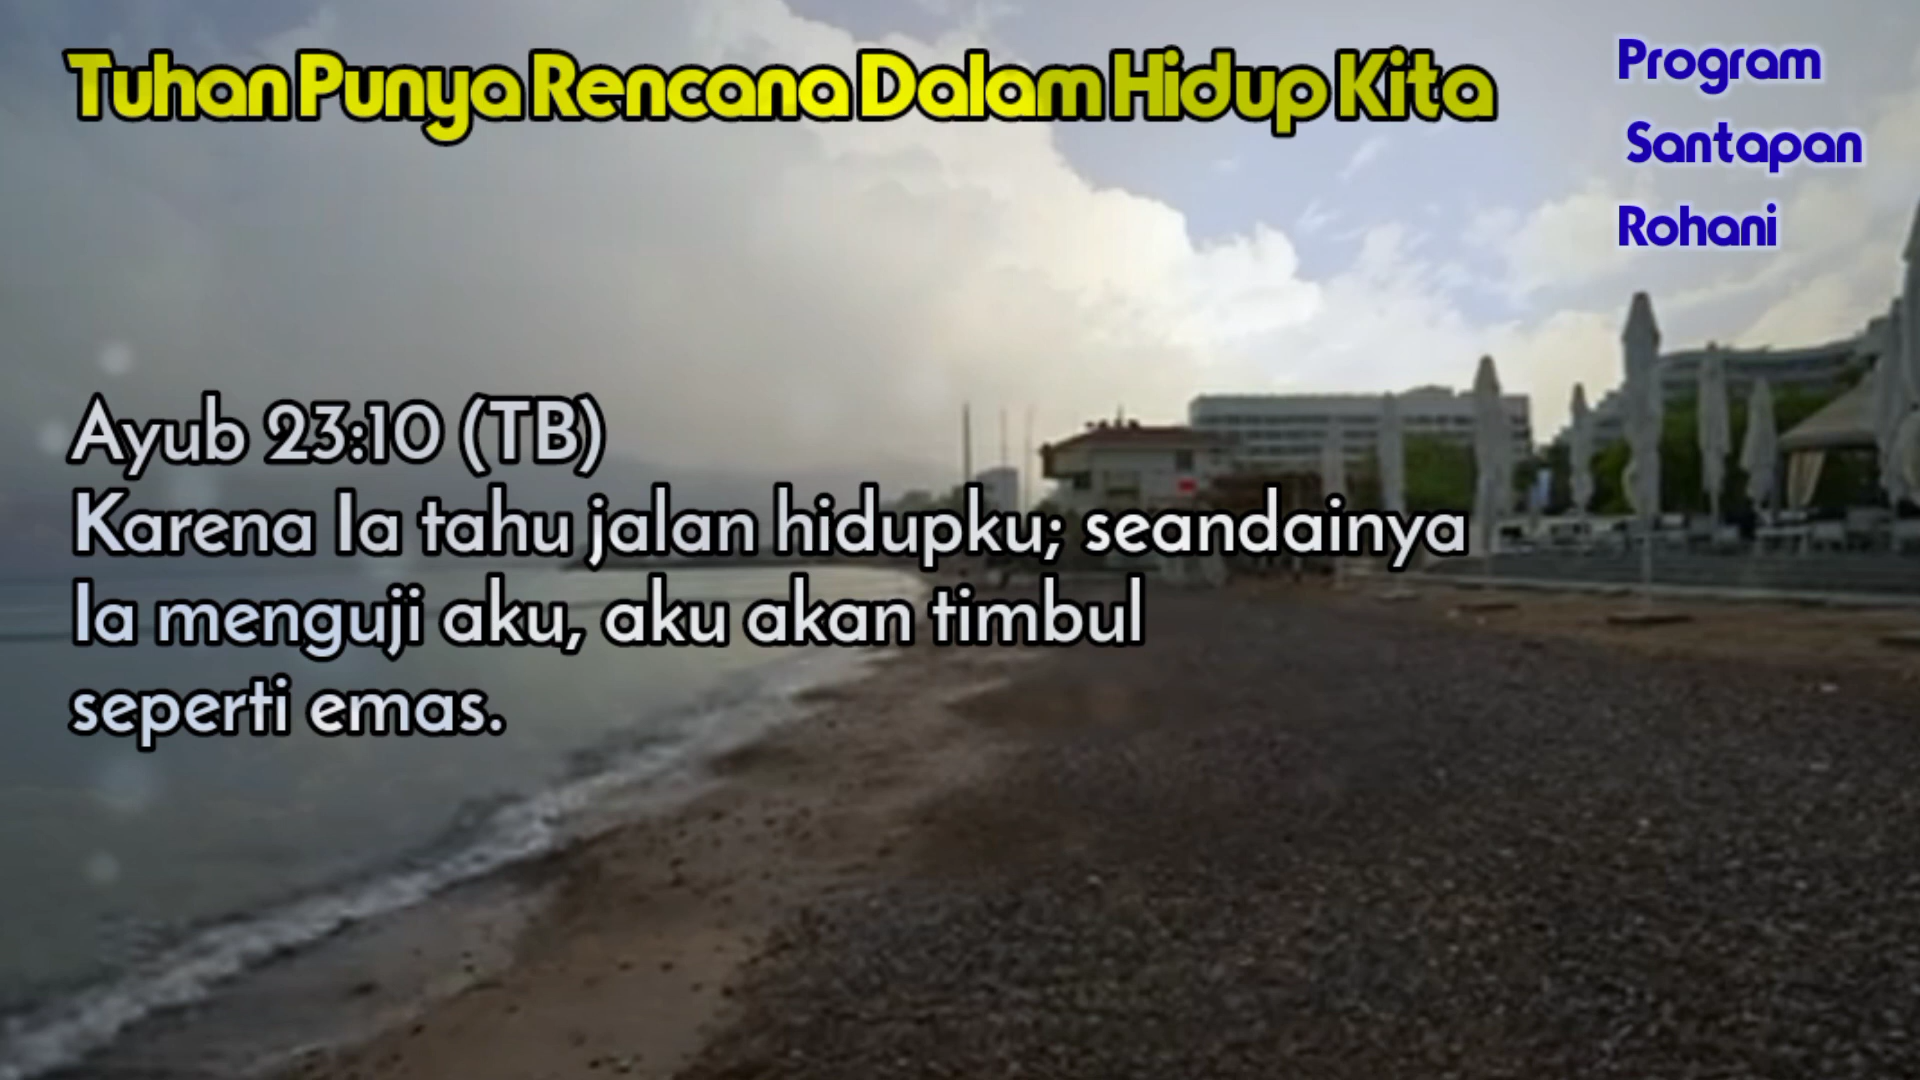 Tuhan Punya Rencana Dalam Hidup Kita
Program
Santapan
Rohani
Ayub 23:10 (TB)
Karena Ia tahu jalan hidupku; seandainya
Ia menguji aku, aku akan timbul
seperti emas.